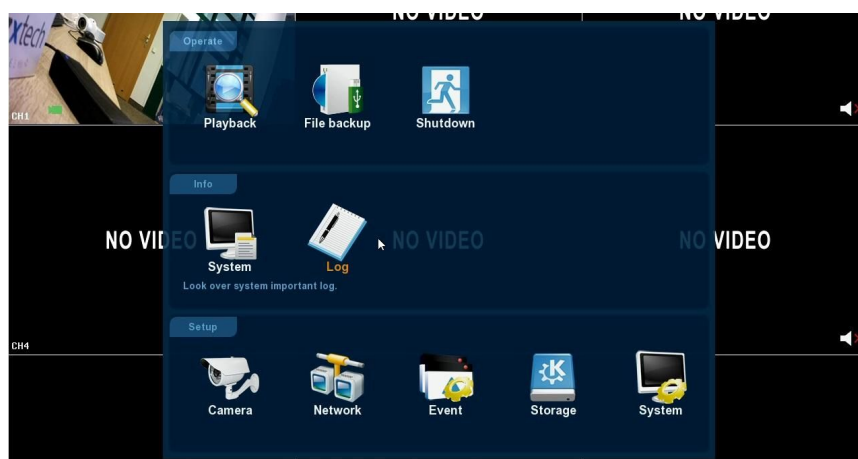 NO VIDEO
NO VIDEO
xtech
CH1
Operate
Playback
File backup
Shutdown
Info
NO VIDEO
NO VIDEO
NO VIDEO
System
Log
Look over system important log.
CH4
Setup
Camera
Network
Event
Storage
System